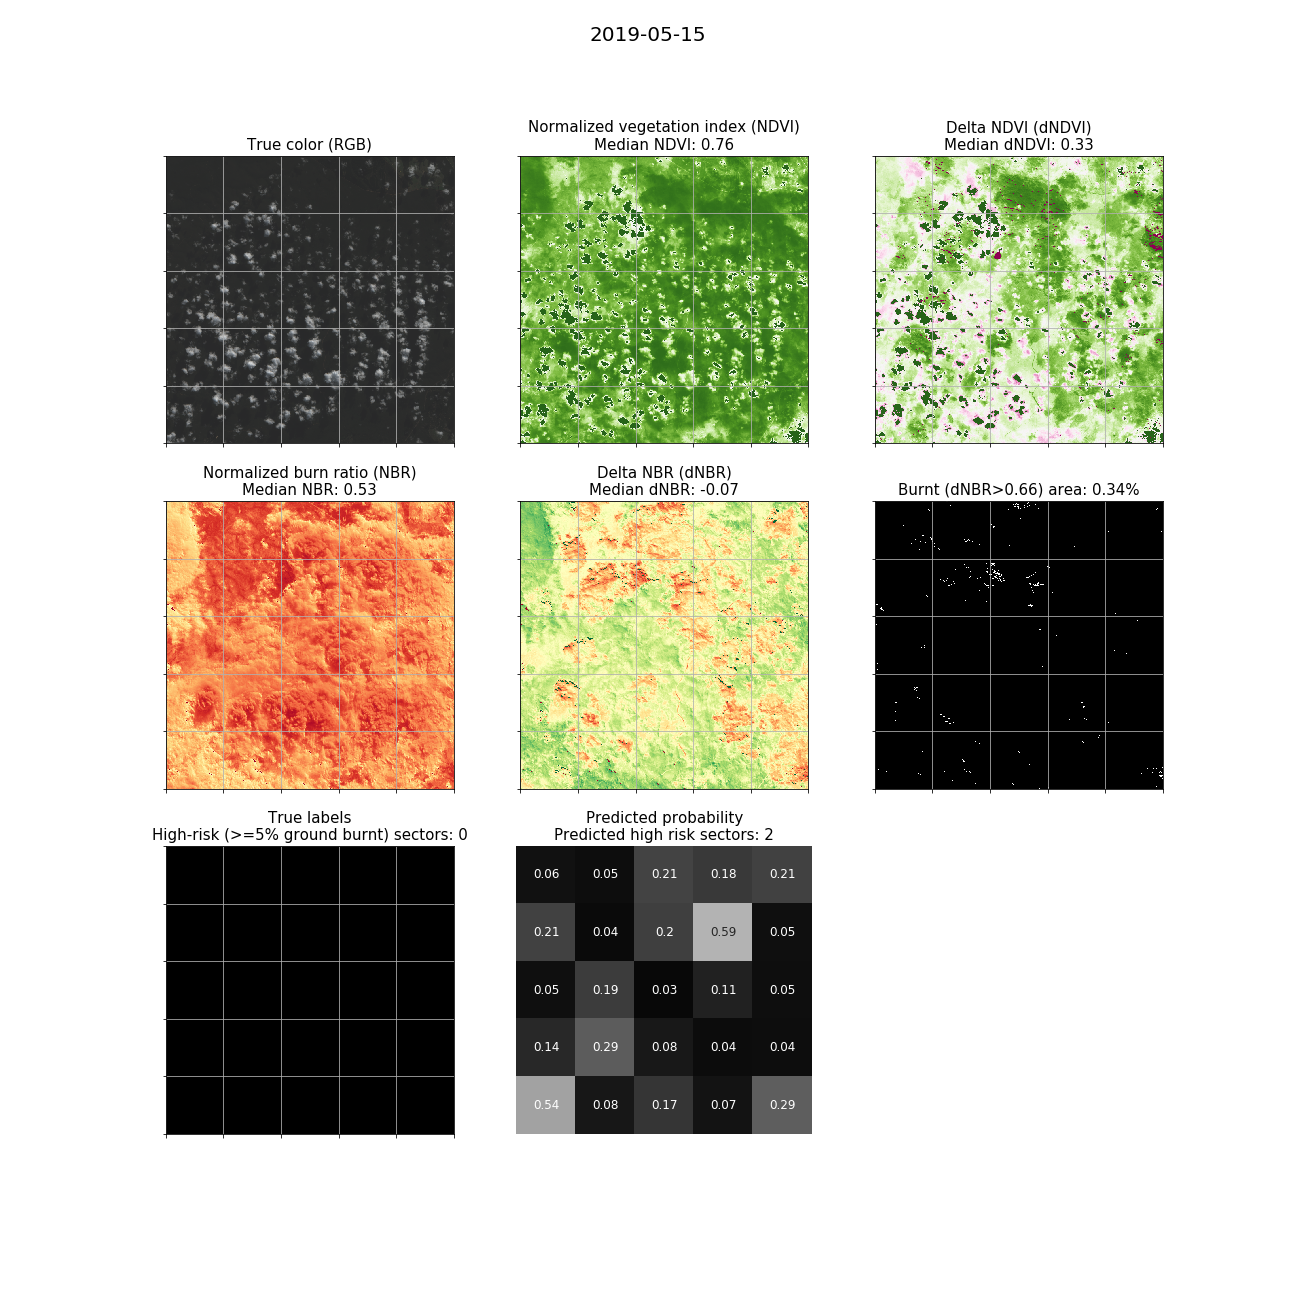 2019-05-15
True color (RGB)
Normalized vegetation index (NDVI)
Median NDVI: 0.76
Delta NDVI (dNDVI)
Median dNDVI: 0.33
Normalized burn ratio (NBR)
Median NBR: 0.53
Delta NBR (dNBR)
Median dNBR: -0.07
Burnt (dNBR>0.66) area: 0.34%
True labels
High-risk (>=5% ground burnt) sectors: 0
Predicted probability
Predicted high risk sectors: 2
0.06 0.05 0.21 0.18 0.21
0.21 0.04 0.2 0.59 0.05
0.05 0.19 0.03 0.11 0.05
0.14 0.29 0.08 0.04 0.04
0.54 0.08 0.17 0.07 0.29